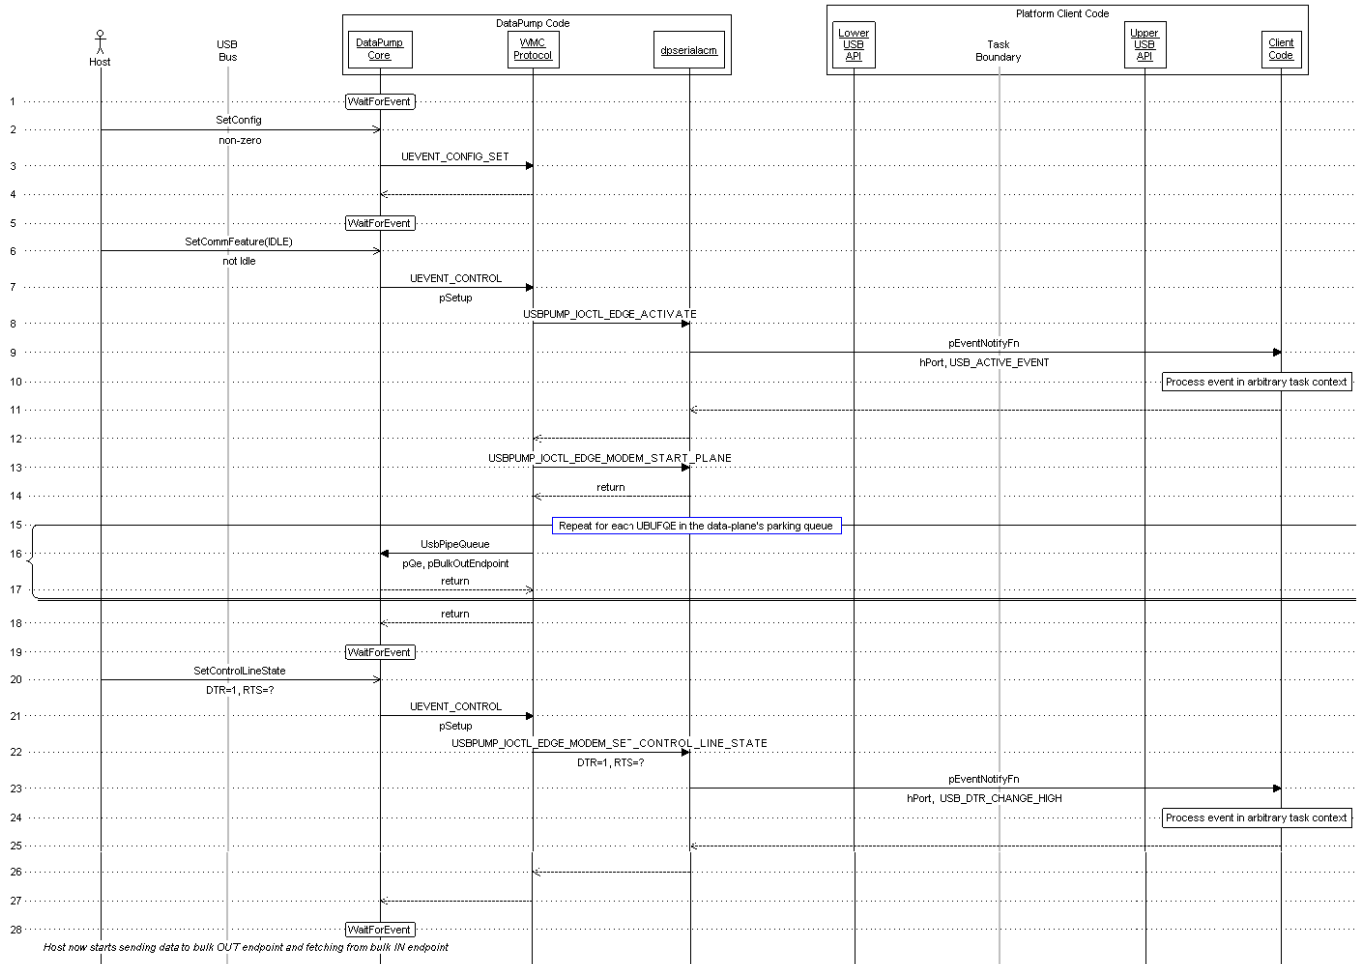 DataPump Code
Platform Client Code
Host
USB
Bus
DataPump
Core
WMC
Protocol
dpserialacm
Lower
USB
API
Task
Boundary
Upper
USB
API
Client
Code
1
WaitForEvent
SetConfig
2
non-zero
UEVENT_CONFIG_SET
3
4
5
WaitForEvent
SetCommFeature(IDLE)
6
not Idle
UEVENT_CONTROL
7
pSetup
USBPUMP_IOCTL_EDGE_ACTIVATE
8
pEventNotifyFn
9
hPort, USB_ACTIVE_EVENT
10
Process event in arbitrary task context
11
12
USBPUMP_IOCTL_EDGE_MODEM_START_PLANE
13
return
14
15
Repeat for each UBUFQE in the data-plane's parking queue
UsbPipeQueue
16
pQe, pBulkOutEndpoint
return
17
return
18
19
WaitForEvent
SetControlLineState
20
DTR=1, RTS=?
UEVENT_CONTROL
21
pSetup
USBPUMP_IOCTL_EDGE_MODEM_SET_CONTROL_LINE_STATE
22
DTR=1, RTS=?
pEventNotifyFn
23
hPort, USB_DTR_CHANGE_HIGH
24
Process event in arbitrary task context
25
26
27
28
WaitForEvent
Host now starts sending data to bulk OUT endpoint and fetching from bulk IN endpoint